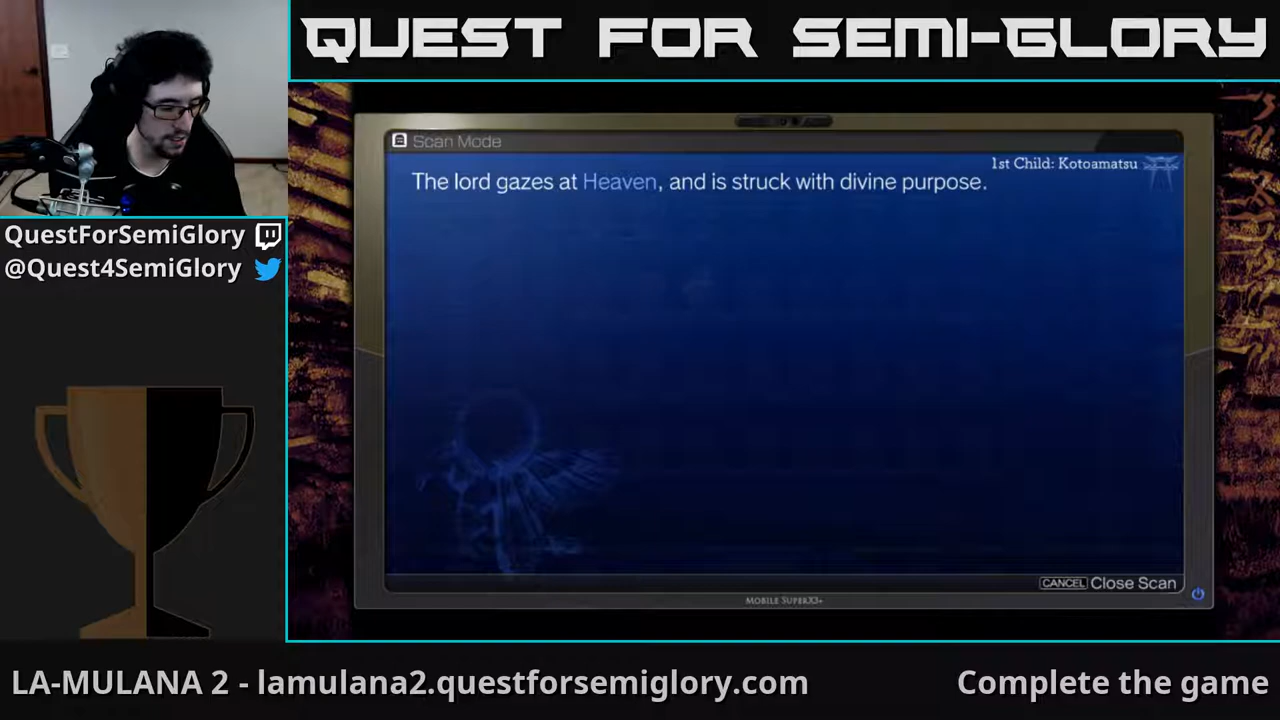 QUEST FOR SEMI-GLORY
Scan Mode
1st Child: Kotoamatsu
The lord gazes at Heaven, and is struck with divine purpose.
QuestForSemiGlory
@Quest4SemiGlory
CANCEL Close Scan
MOBILE SUPERX3+
LA-MULANA 2 - lamulana2.questforsemiglory.com
Complete the game